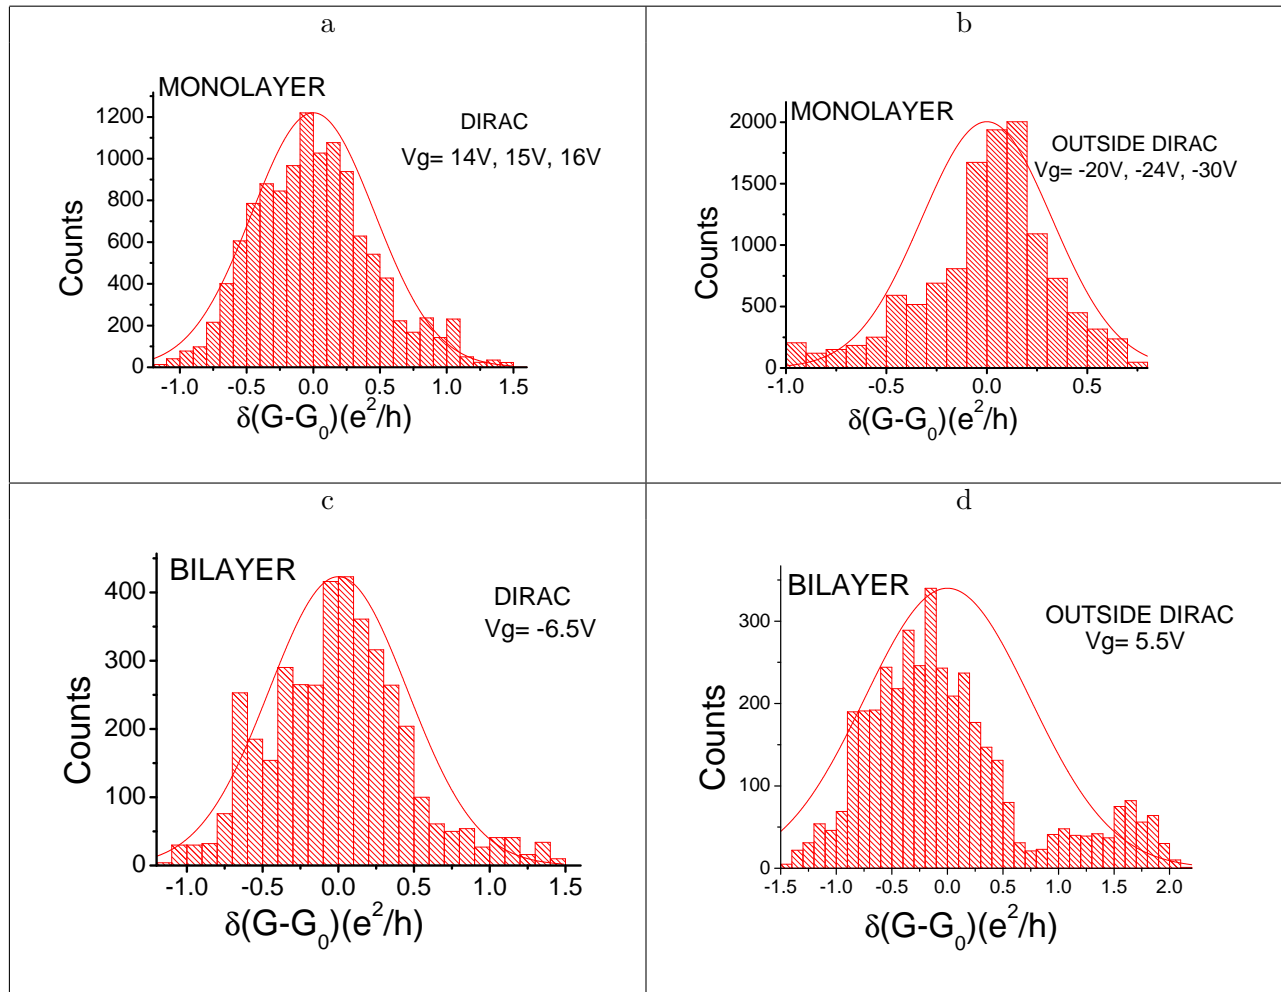 a
MONOLAYER
DIRAC
Vg= 14V, 15V, 16V
Counts
1200
1000
800
600
400
200
0
-1.0 -0.5 0.0 0.5 1.0 1.5
δ(G-G₀)(e²/h)
b
MONOLAYER
OUTSIDE DIRAC
Vg= -20V, -24V, -30V
Counts
2000
1500
1000
500
0
-1.0 -0.5 0.0 0.5
δ(G-G₀)(e²/h)
c
BILAYER
DIRAC
Vg= -6.5V
Counts
400
300
200
100
0
-1.0 -0.5 0.0 0.5 1.0 1.5
δ(G-G₀)(e²/h)
d
BILAYER
OUTSIDE DIRAC
Vg= 5.5V
Counts
300
200
100
0
-1.5 -1.0 -0.5 0.0 0.5 1.0 1.5 2.0
δ(G-G₀)(e²/h)